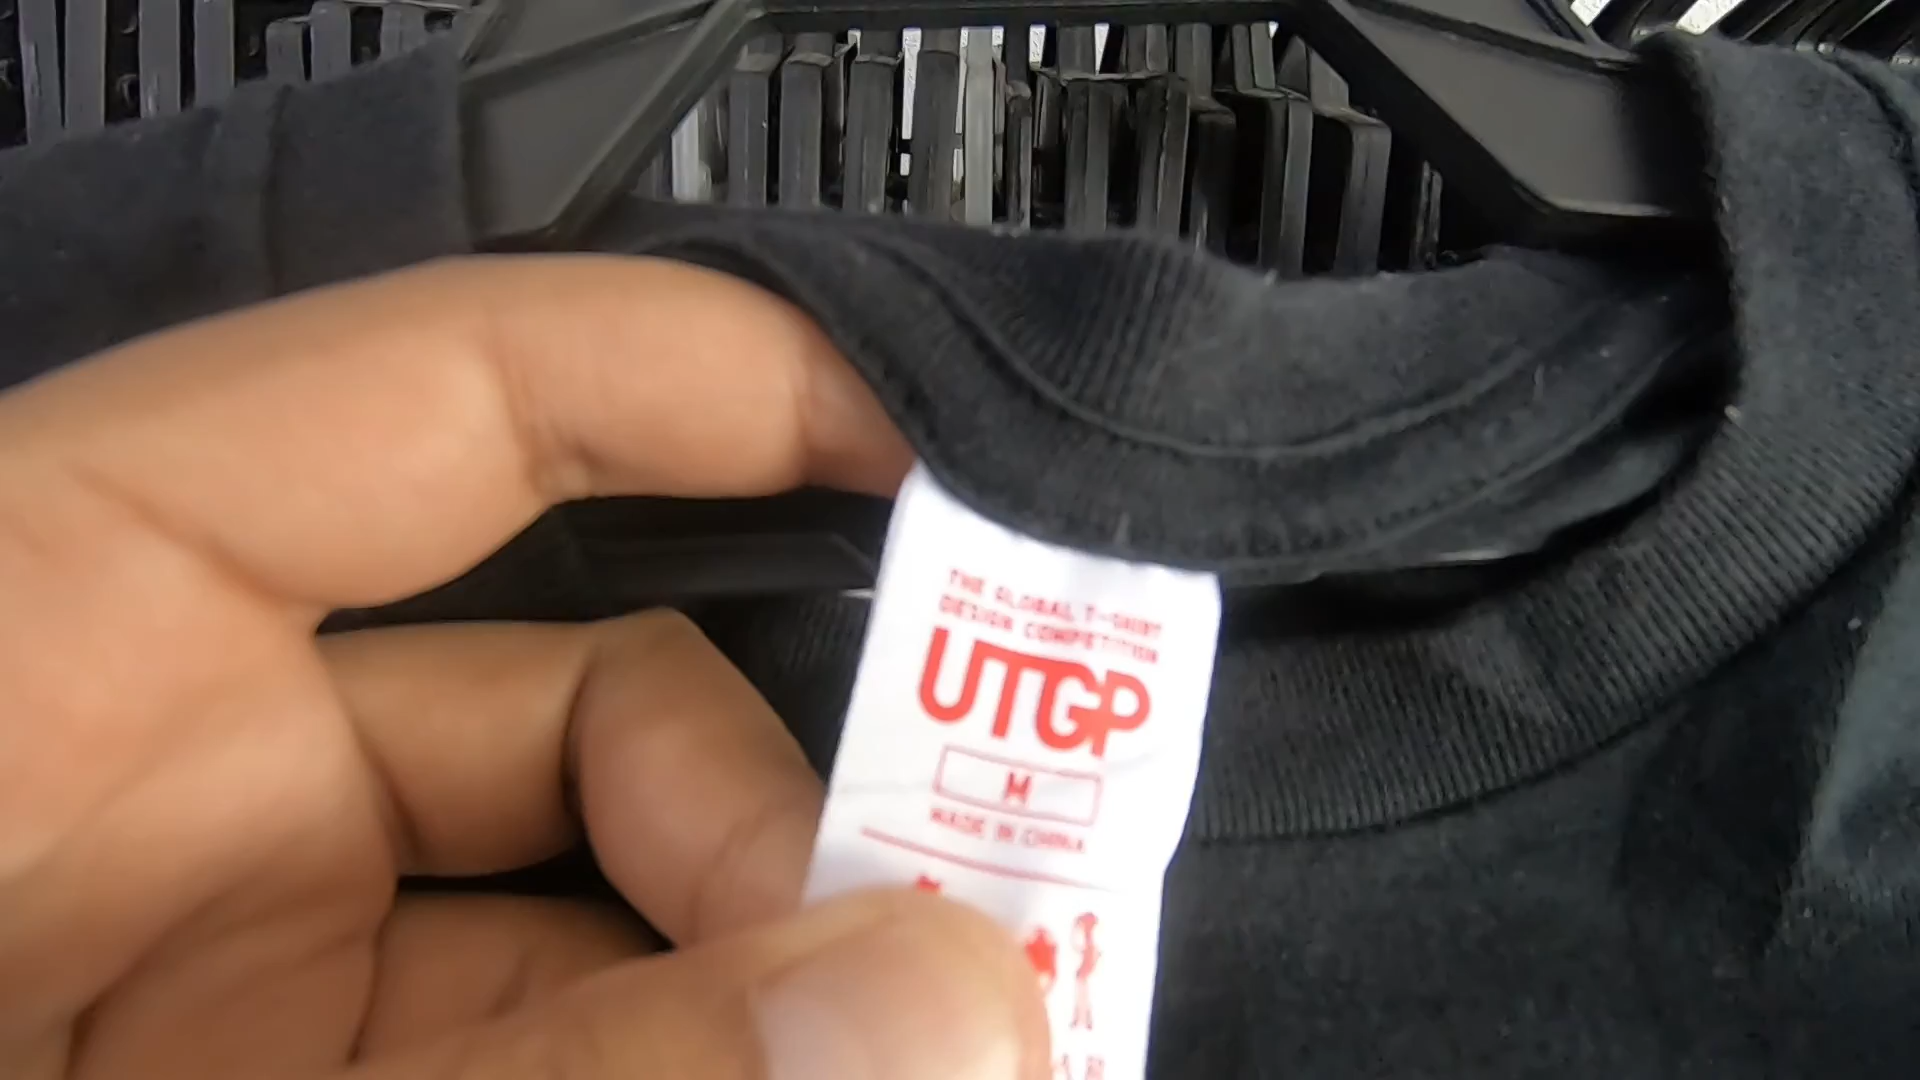 THE GLOBAL T-SHIRT
DESIGN COMPETITION
UTGP
M
MADE IN CHINA